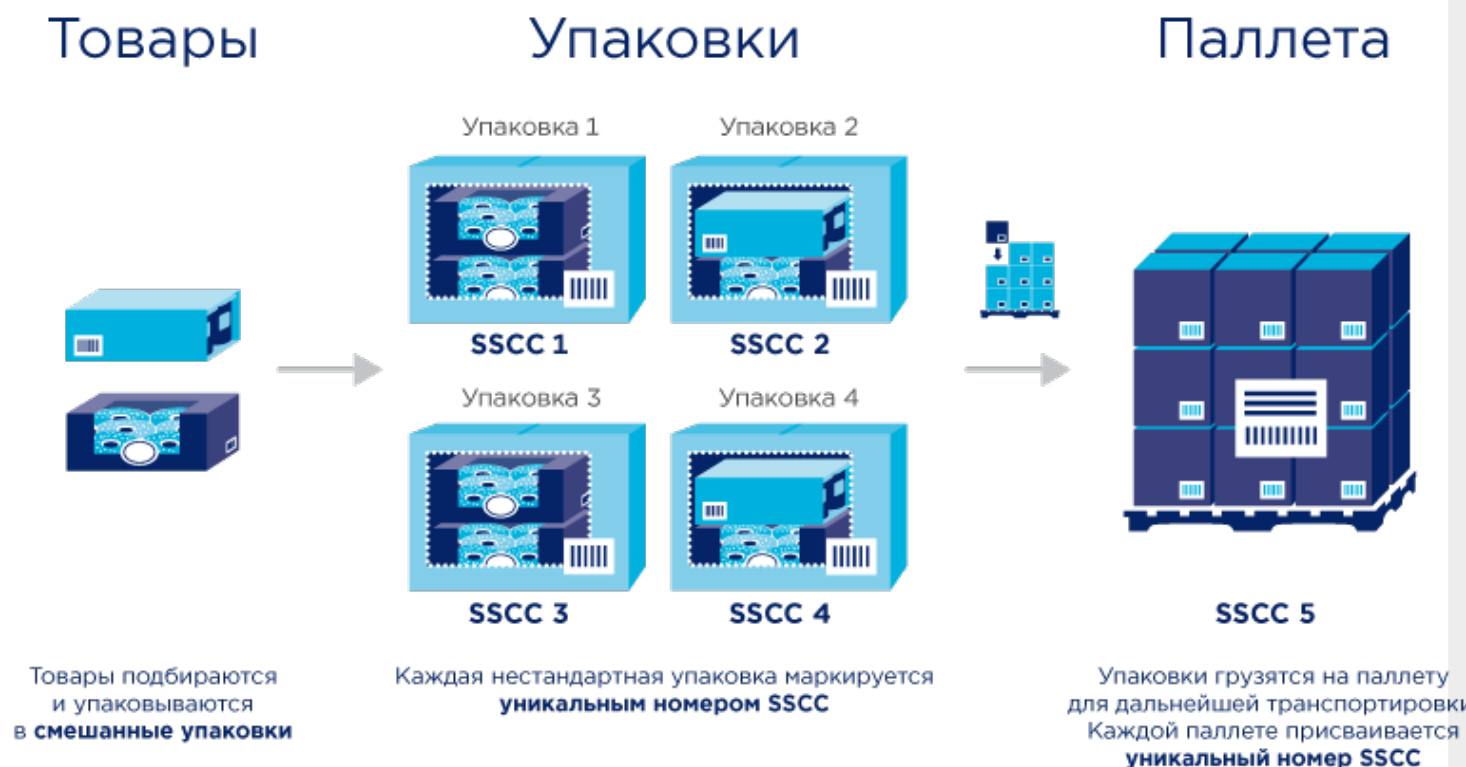 Товары
Упаковки
Паллета
Упаковка 1
Упаковка 2
SSCC 1
SSCC 2
Упаковка 3
Упаковка 4
SSCC 3
SSCC 4
SSCC 5
Товары подбираются
и упаковываются
в смешанные упаковки
Каждая нестандартная упаковка маркируется
уникальным номером SSCC
Упаковки грузятся на паллету
для дальнейшей транспортировки
Каждой паллете присваивается
уникальный номер SSCC